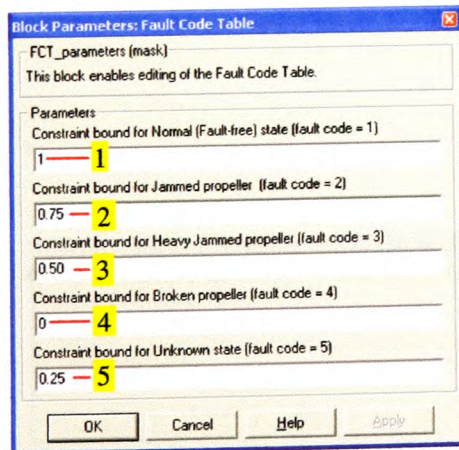 Block Parameters: Fault Code Table
FCT_parameters (mask)
This block enables editing of the Fault Code Table.
Parameters
Constraint bound for Normal (Fault-free) state (fault code = 1)
1 1
Constraint bound for Jammed propeller (fault code = 2)
0.75 2
Constraint bound for Heavy Jammed propeller (fault code = 3)
0.50 3
Constraint bound for Broken propeller (fault code = 4)
0 4
Constraint bound for Unknown state (fault code = 5)
0.25 5
OK Cancel Help Apply